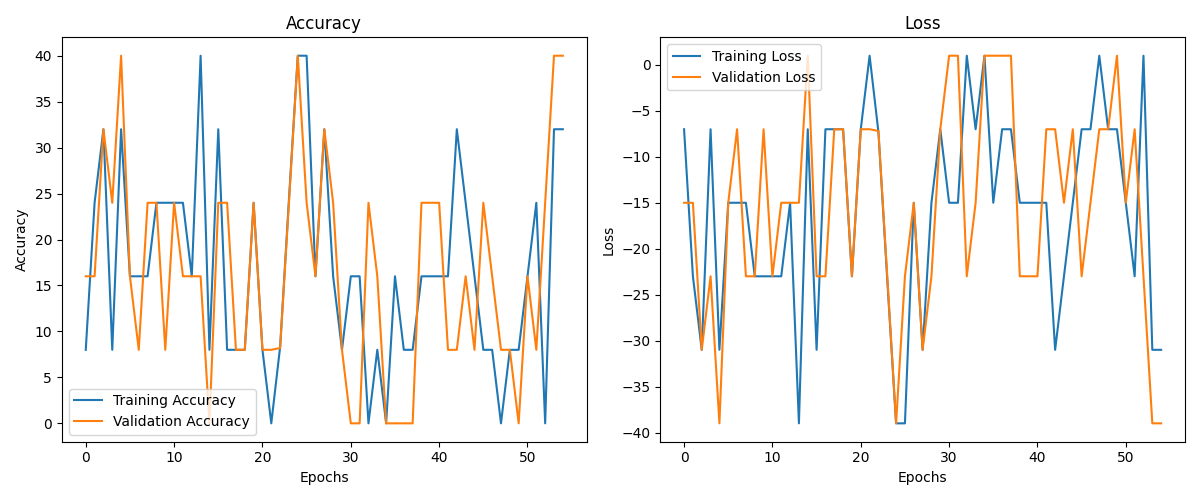 Accuracy
40
35
30
25
20
15
10
5
0
Accuracy
Training Accuracy
Validation Accuracy
0 10 20 30 40 50
Epochs
Loss
Training Loss
Validation Loss
0
−5
−10
−15
−20
−25
−30
−35
−40
Loss
0 10 20 30 40 50
Epochs